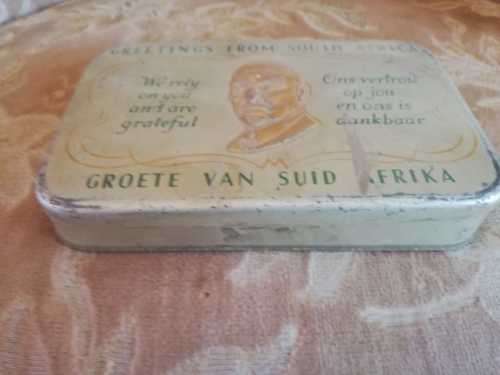 GREETINGS FROM SOUTH AFRICA
We rely
on you
and are
grateful
Ons vertrou
op jou
en ons is
dankbaar
GROETE VAN SUID AFRIKA